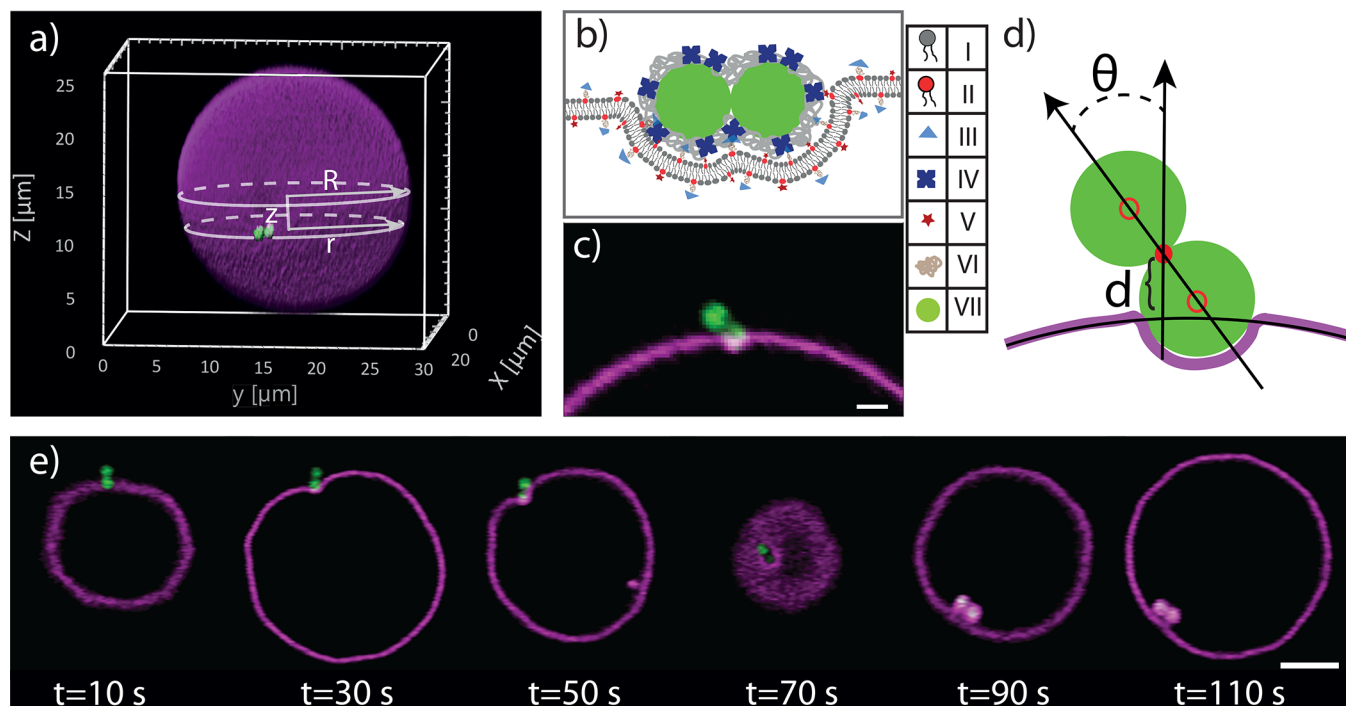 a)
Z [µm]
25
20
15
10
5
0
R
z
r
0
5
10
15
20
25
30
y [µm]
0
20
X [µm]
b)
I
II
III
IV
V
VI
VII
c)
d)
θ
d
e)
t=10 s
t=30 s
t=50 s
t=70 s
t=90 s
t=110 s